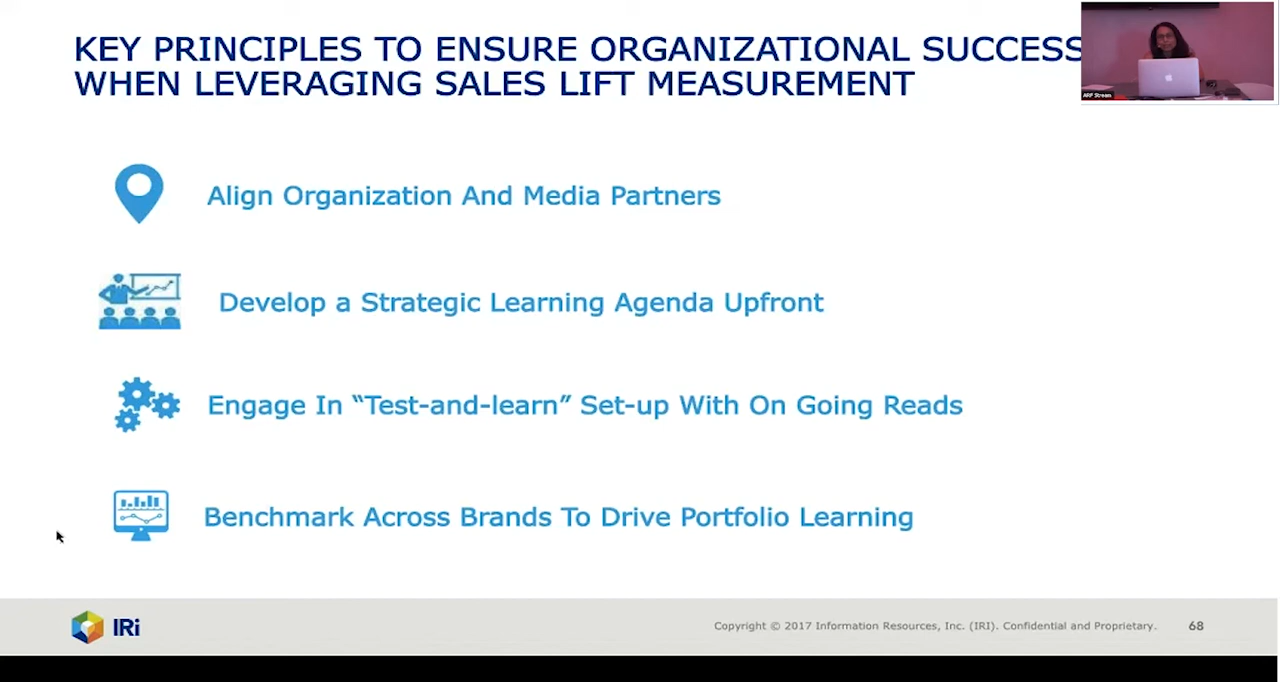 KEY PRINCIPLES TO ENSURE ORGANIZATIONAL SUCCESS
WHEN LEVERAGING SALES LIFT MEASUREMENT
ARF Stream
Align Organization And Media Partners
Develop a Strategic Learning Agenda Upfront
Engage In “Test-and-learn” Set-up With On Going Reads
Benchmark Across Brands To Drive Portfolio Learning
IRi
Copyright © 2017 Information Resources, Inc. (IRI). Confidential and Proprietary.
68